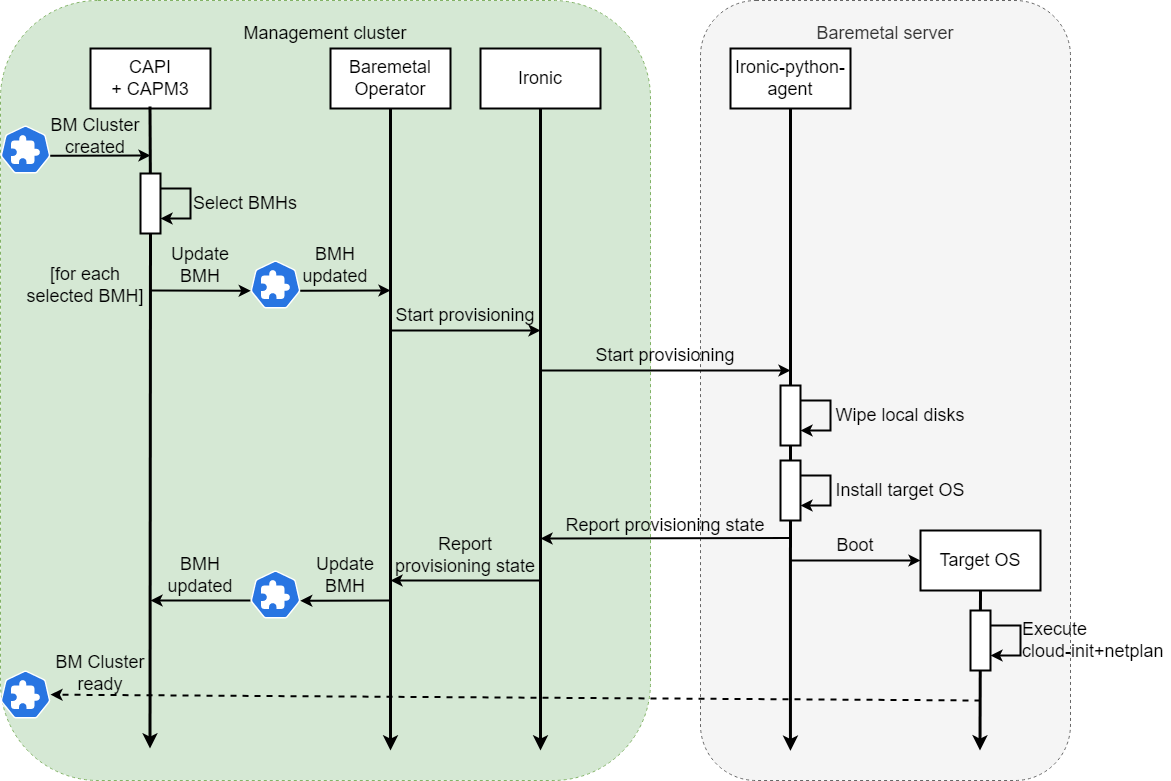 Management cluster
Baremetal server
CAPI
+ CAPM3
Baremetal
Operator
Ironic
Ironic-python-
agent
BM Cluster
created
Select BMHs
[for each
selected BMH]
Update
BMH
BMH
updated
Start provisioning
Start provisioning
Wipe local disks
Install target OS
Report provisioning state
Boot
Target OS
Report
provisioning state
Update
BMH
BMH
updated
Execute
cloud-init+netplan
BM Cluster
ready